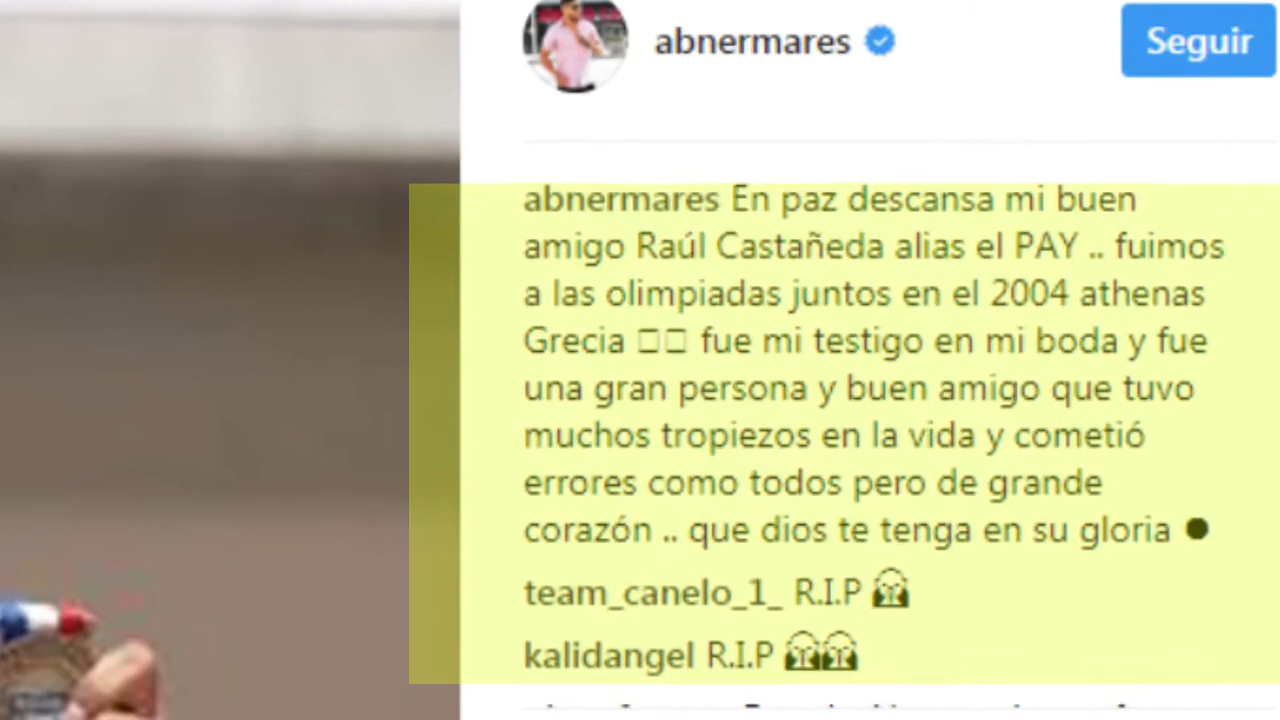 abnermares
Seguir
abnermares En paz descansa mi buen
amigo Raúl Castañeda alias el PAY .. fuimos
a las olimpiadas juntos en el 2004 athenas
Grecia □□ fue mi testigo en mi boda y fue
una gran persona y buen amigo que tuvo
muchos tropiezos en la vida y cometió
errores como todos pero de grande
corazón .. que dios te tenga en su gloria ●
team_canelo_1_ R.I.P
kalidangel R.I.P